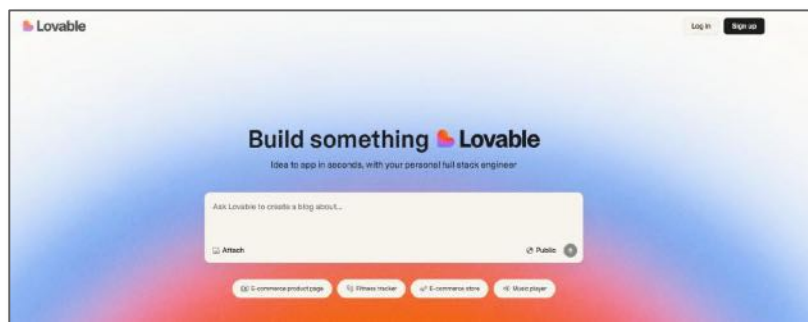 Lovable
Log in
Sign up
Build something Lovable
Idea to app in seconds, with your personal full stack engineer
Ask Lovable to create a blog about...
Attach
Public
E-commerce product page
Fitness tracker
E-commerce store
Music player